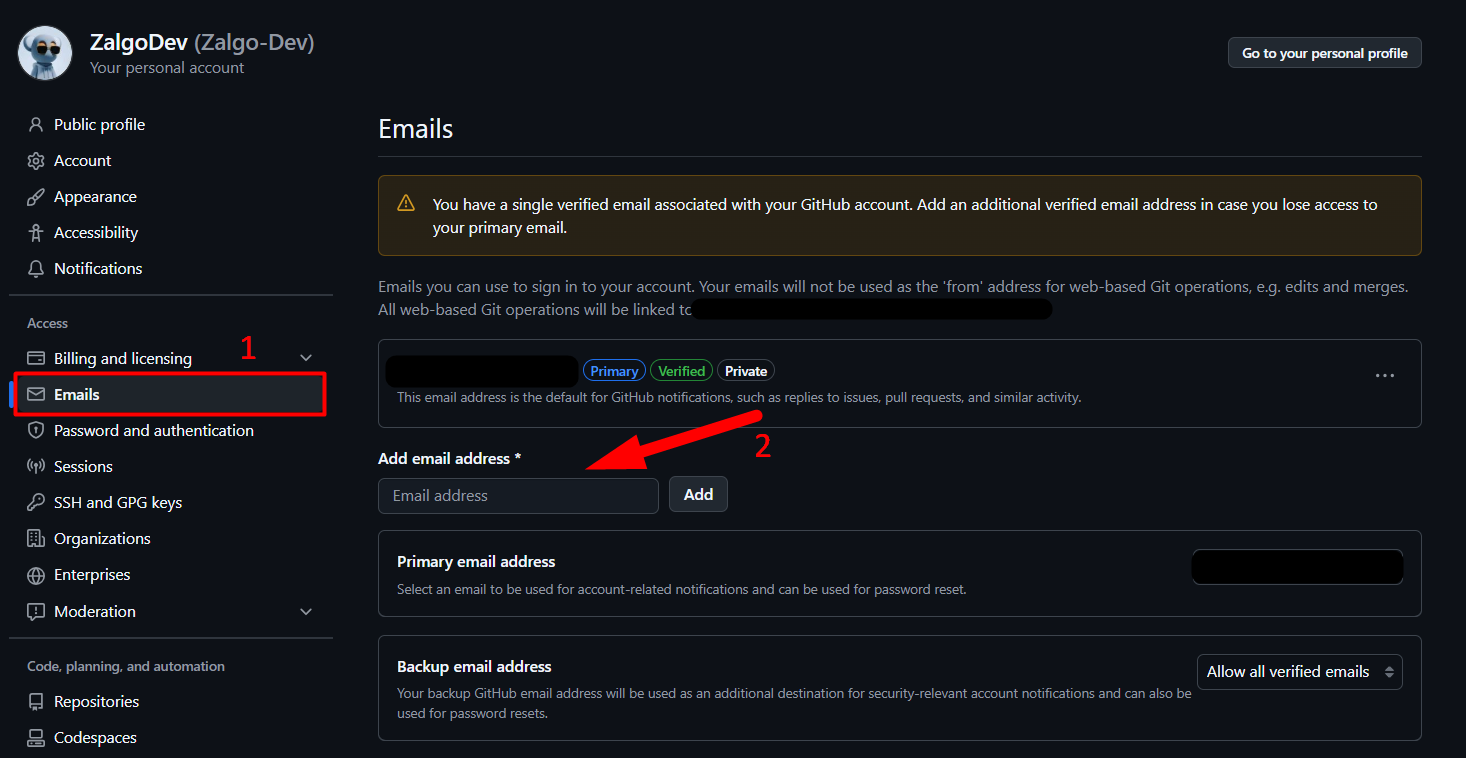 ZalgoDev (Zalgo-Dev)
Your personal account
Go to your personal profile
Public profile
Account
Appearance
Accessibility
Notifications
Access
Billing and licensing
1
Emails
Password and authentication
Sessions
SSH and GPG keys
Organizations
Enterprises
Moderation
Code, planning, and automation
Repositories
Codespaces
Emails
You have a single verified email associated with your GitHub account. Add an additional verified email address in case you lose access to
your primary email.
Emails you can use to sign in to your account. Your emails will not be used as the 'from' address for web-based Git operations, e.g. edits and merges.
All web-based Git operations will be linked to
Primary Verified Private
This email address is the default for GitHub notifications, such as replies to issues, pull requests, and similar activity.
2
Add email address *
Email address Add
Primary email address
Select an email to be used for account-related notifications and can be used for password reset.
Backup email address
Allow all verified emails
Your backup GitHub email address will be used as an additional destination for security-relevant account notifications and can also be
used for password resets.